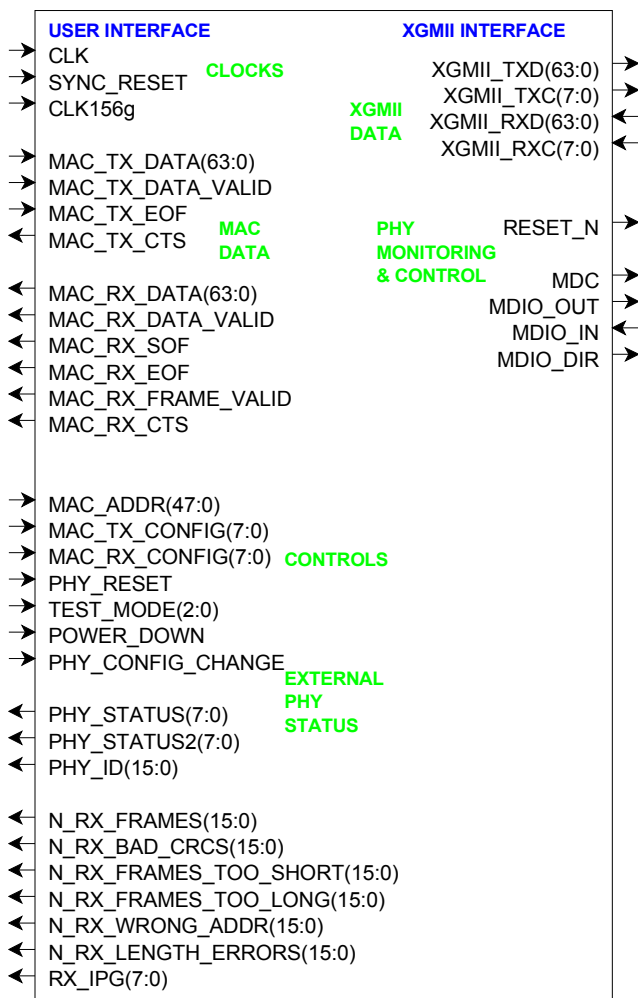 USER INTERFACE
CLK
SYNC_RESET
CLK156g
CLOCKS
MAC_TX_DATA(63:0)
MAC_TX_DATA_VALID
MAC_TX_EOF
MAC_TX_CTS
MAC
DATA
MAC_RX_DATA(63:0)
MAC_RX_DATA_VALID
MAC_RX_SOF
MAC_RX_EOF
MAC_RX_FRAME_VALID
MAC_RX_CTS
MAC_ADDR(47:0)
MAC_TX_CONFIG(7:0)
MAC_RX_CONFIG(7:0)
CONTROLS
PHY_RESET
TEST_MODE(2:0)
POWER_DOWN
PHY_CONFIG_CHANGE
EXTERNAL
PHY
STATUS
PHY_STATUS(7:0)
PHY_STATUS2(7:0)
PHY_ID(15:0)
N_RX_FRAMES(15:0)
N_RX_BAD_CRCS(15:0)
N_RX_FRAMES_TOO_SHORT(15:0)
N_RX_FRAMES_TOO_LONG(15:0)
N_RX_WRONG_ADDR(15:0)
N_RX_LENGTH_ERRORS(15:0)
RX_IPG(7:0)
XGMII INTERFACE
XGMII_TXD(63:0)
XGMII_TXC(7:0)
XGMII_RXD(63:0)
XGMII_RXC(7:0)
XGMII
DATA
RESET_N
PHY
MONITORING
& CONTROL
MDC
MDIO_OUT
MDIO_IN
MDIO_DIR